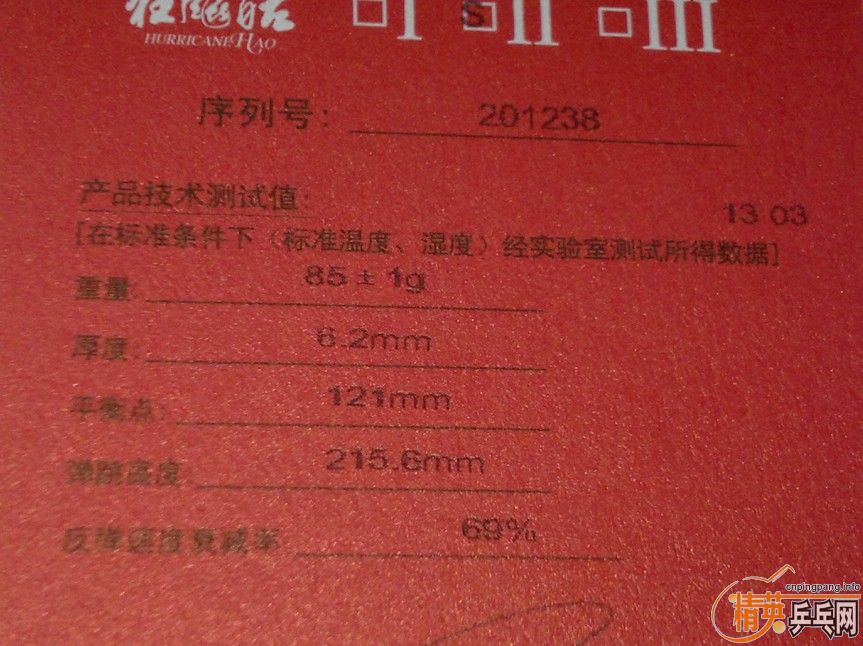 狂飚皓 □I S□II □III
HURRICANE HAO
序列号: 201238
产品技术测试值: 13 03
[在标准条件下（标准温度、湿度）经实验室测试所得数据]
重量: 85±1g
厚度: 6.2mm
平衡点: 121mm
弹跳高度 215.6mm
反弹速度衰减率 69%
cnpingpang.info
精英乒乓网